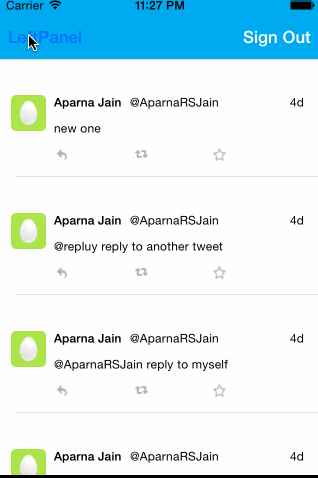 Carrier 11:27 PM
LeftPanel Sign Out
Aparna Jain @AparnaRSJain 4d
new one
Aparna Jain @AparnaRSJain 4d
@repluy reply to another tweet
Aparna Jain @AparnaRSJain 4d
@AparnaRSJain reply to myself
Aparna Jain @AparnaRSJain 4d